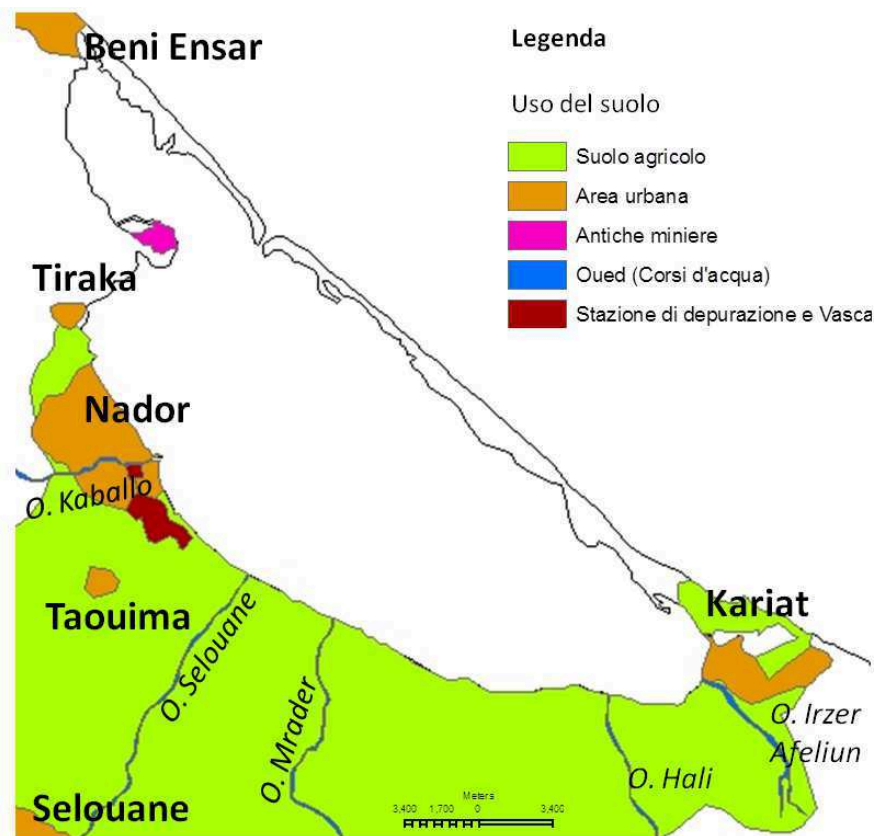 Beni Ensar
Legenda
Uso del suolo
Suolo agricolo
Area urbana
Antiche miniere
Oued (Corsi d'acqua)
Stazione di depurazione e Vasca
Tiraka
Nador
O. Kaballo
Taouima
O. Selouane
O. Mrader
Kariat
O. Irzer
Afeliun
O. Hali
Selouane
Meters
3,400 1,700 0 3,400